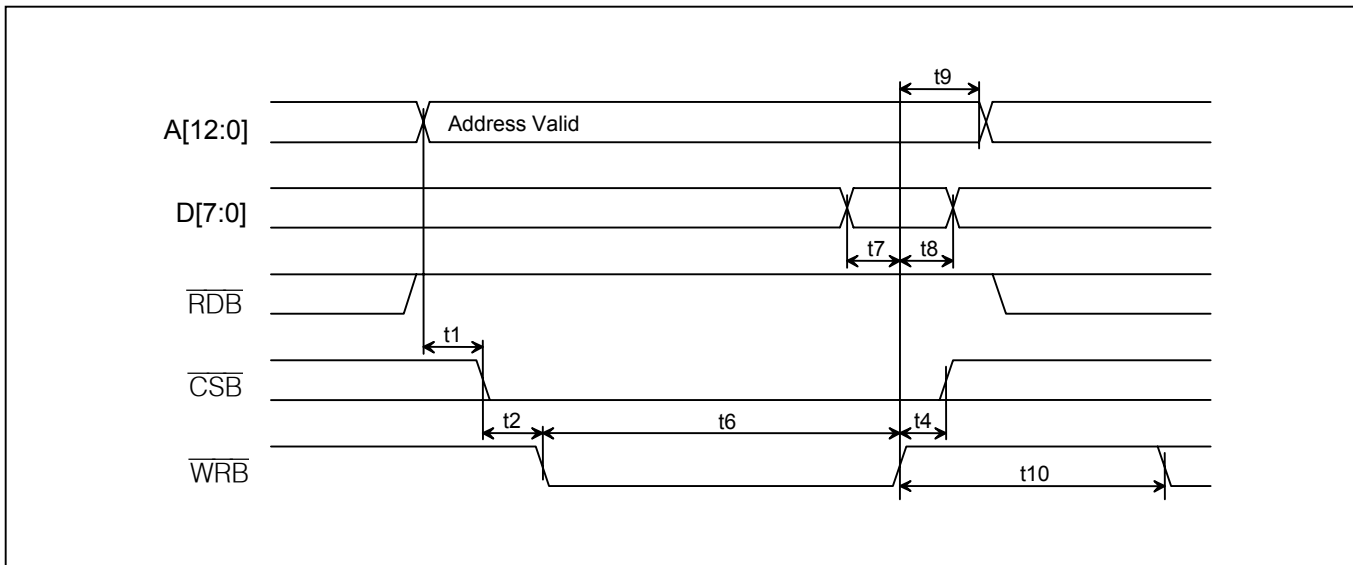 t9
A[12:0] Address Valid
D[7:0]
t7 t8
RDB
t1
CSB
t2 t6 t4
WRB
t10